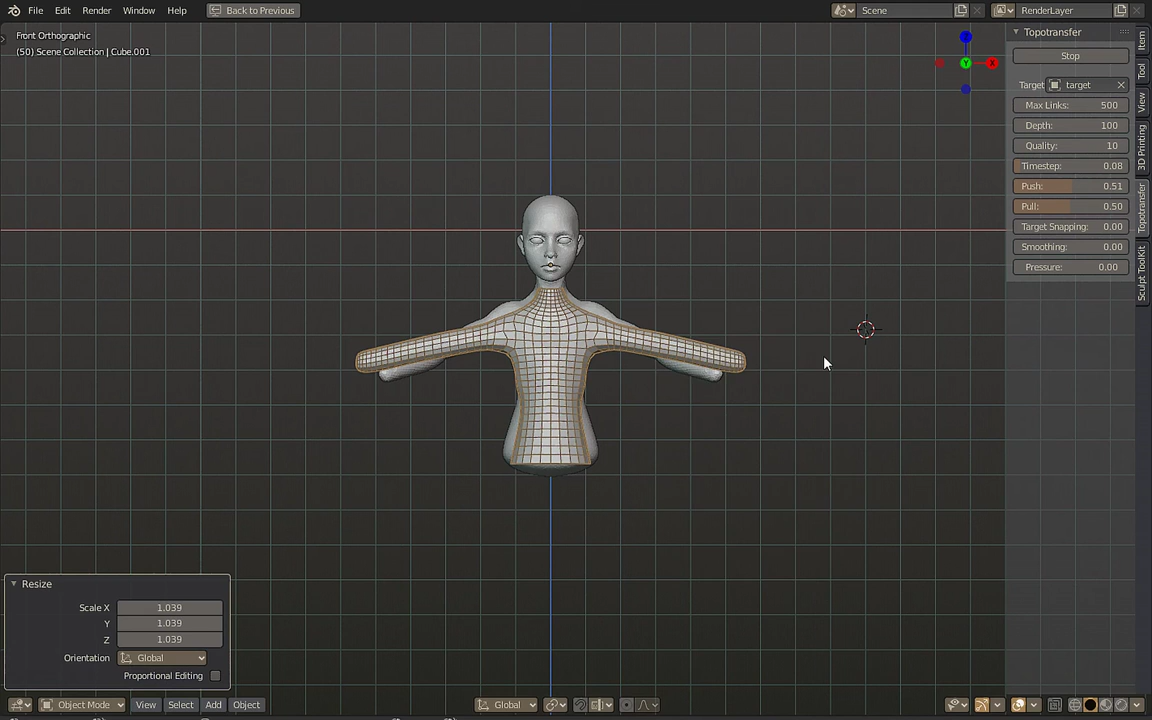 File Edit Render Window Help Back to Previous Scene RenderLayer
Front Orthographic
(50) Scene Collection | Cube.001
Topotransfer
Stop
Target target
Max Links: 500
Depth: 100
Quality: 10
Timestep: 0.08
Push: 0.51
Pull: 0.50
Target Snapping: 0.00
Smoothing: 0.00
Pressure: 0.00
Item
Tool
View
3D Printing
Topotransfer
Sculpt ToolKit
Z
Y
X
Resize
Scale X 1.039
Y 1.039
Z 1.039
Orientation Global
Proportional Editing
Object Mode View Select Add Object Global